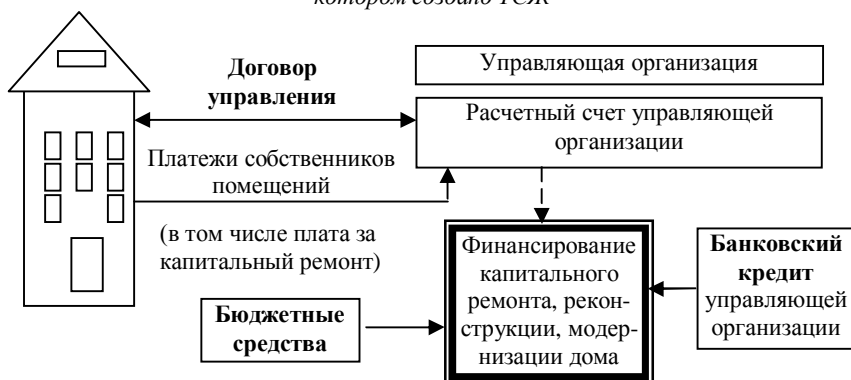 котором создано ТСЖ
Договор
управления
Управляющая организация
Расчетный счет управляющей
организации
Платежи собственников
помещений
(в том числе плата за
капитальный ремонт)
Финансирование
капитального
ремонта, рекон-
струкции, модер-
низации дома
Банковский
кредит
управляющей
организации
Бюджетные
средства